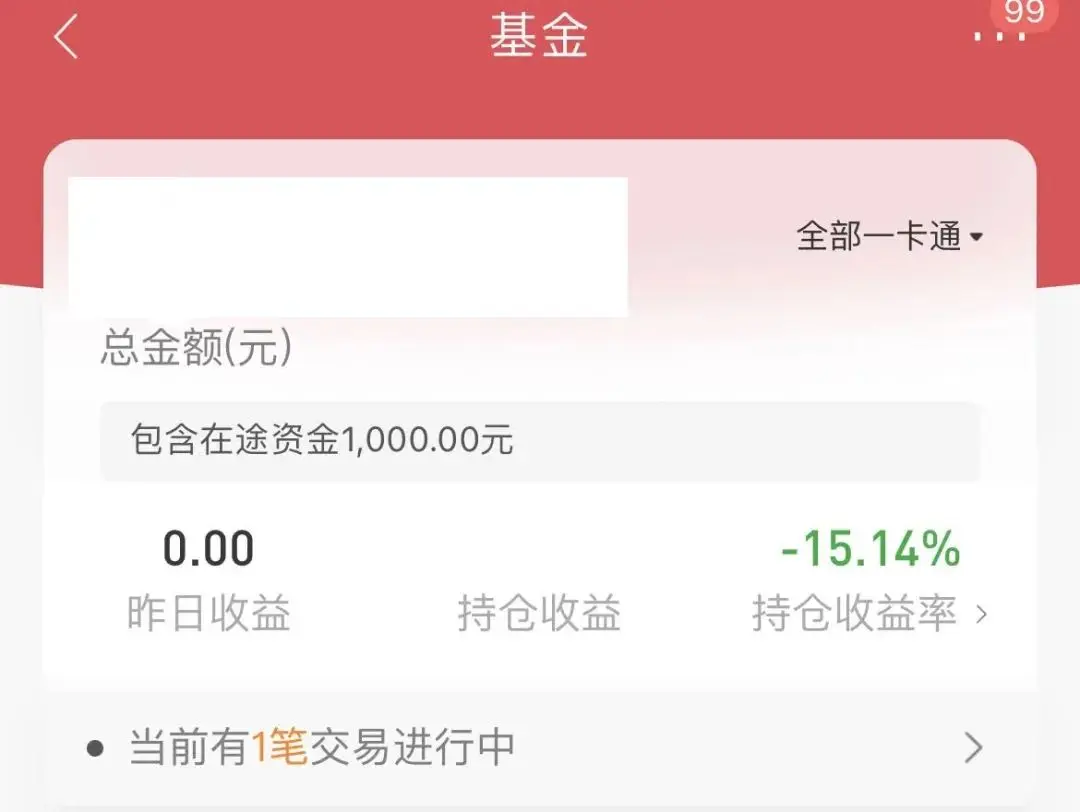 基金
99
全部一卡通
总金额(元)
包含在途资金1,000.00元
0.00
-15.14%
昨日收益
持仓收益
持仓收益率
当前有1笔交易进行中